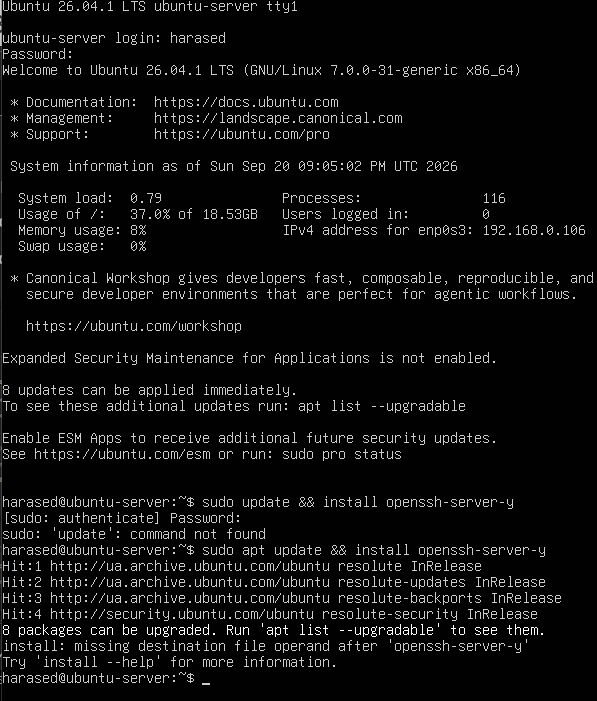 Ubuntu 26.04.1 LTS ubuntu-server tty1
ubuntu-server login: harased
Password:
Welcome to Ubuntu 26.04.1 LTS (GNU/Linux 7.0.0-31-generic x86_64)
* Documentation:  https://docs.ubuntu.com
* Management:     https://landscape.canonical.com
* Support:        https://ubuntu.com/pro
System information as of Sun Sep 20 09:05:02 PM UTC 2026
System load:  0.79               Processes:               116
Usage of /:   37.0% of 18.53GB   Users logged in:         0
Memory usage: 8%                 IPv4 address for enp0s3: 192.168.0.106
Swap usage:   0%
* Canonical Workshop gives developers fast, composable, reproducible, and
secure developer environments that are perfect for agentic workflows.
https://ubuntu.com/workshop
Expanded Security Maintenance for Applications is not enabled.
8 updates can be applied immediately.
To see these additional updates run: apt list --upgradable
Enable ESM Apps to receive additional future security updates.
See https://ubuntu.com/esm or run: sudo pro status
harased@ubuntu-server:~$ sudo update && install openssh-server-y
[sudo: authenticate] Password:
sudo: 'update': command not found
harased@ubuntu-server:~$ sudo apt update && install openssh-server-y
Hit:1 http://ua.archive.ubuntu.com/ubuntu resolute InRelease
Hit:2 http://ua.archive.ubuntu.com/ubuntu resolute-updates InRelease
Hit:3 http://ua.archive.ubuntu.com/ubuntu resolute-backports InRelease
Hit:4 http://security.ubuntu.com/ubuntu resolute-security InRelease
8 packages can be upgraded. Run 'apt list --upgradable' to see them.
install: missing destination file operand after 'openssh-server-y'
Try 'install --help' for more information.
harased@ubuntu-server:~$ _